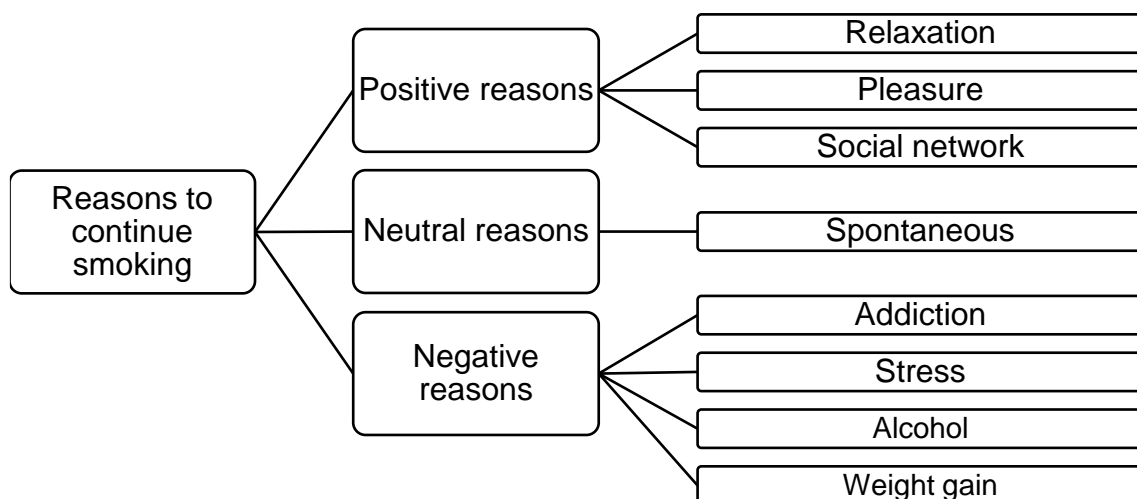 Reasons to
continue
smoking
Positive reasons
Relaxation
Pleasure
Social network
Neutral reasons
Spontaneous
Negative
reasons
Addiction
Stress
Alcohol
Weight gain